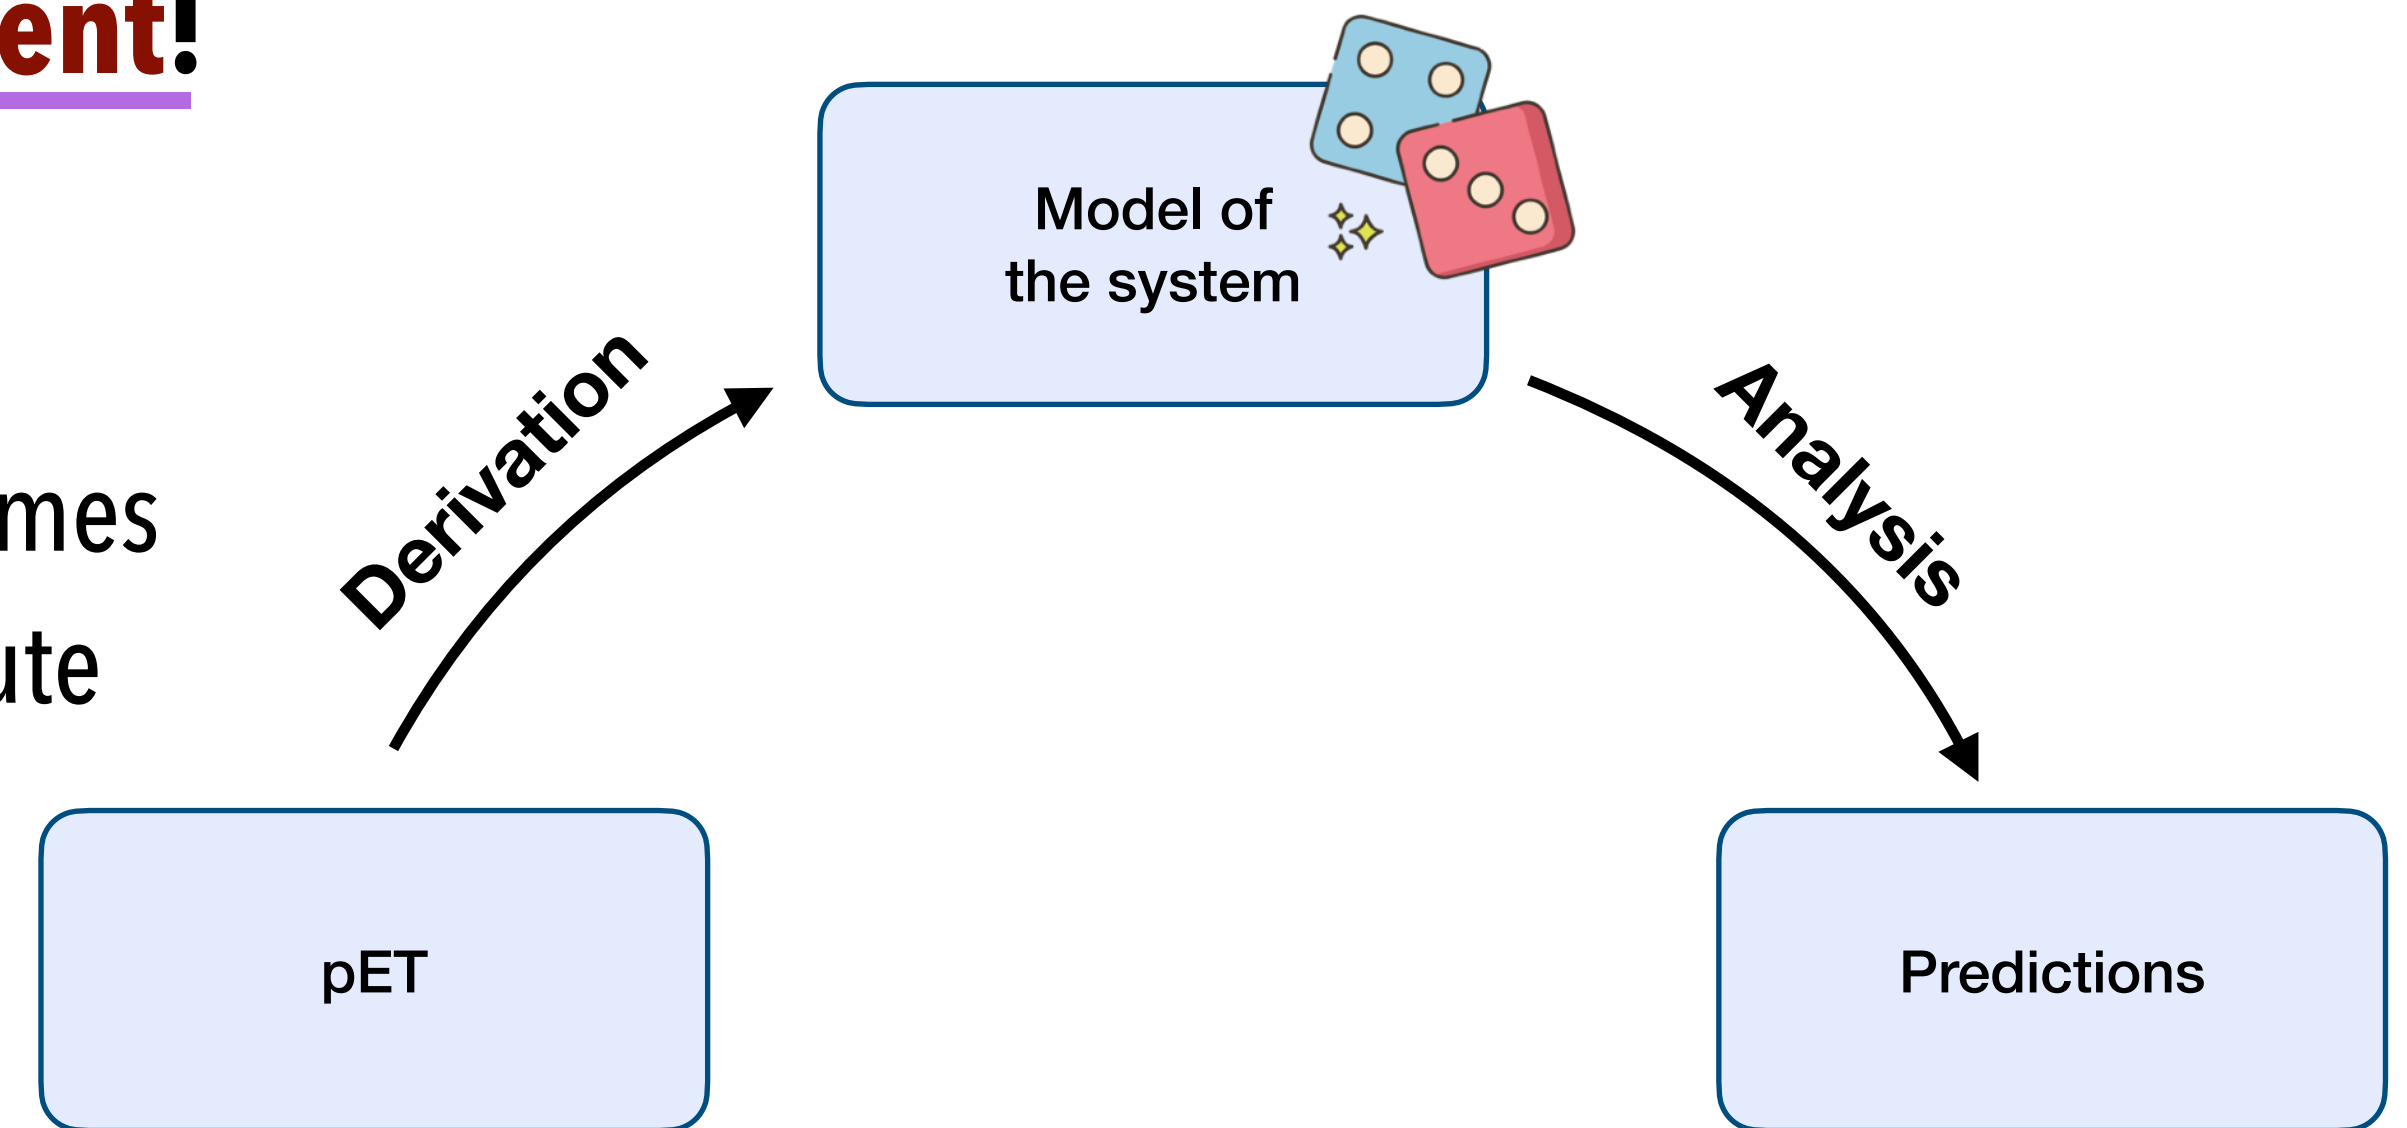 ent!
Model of
the system
Derivation
Analysis
mes
ute
pET
Predictions